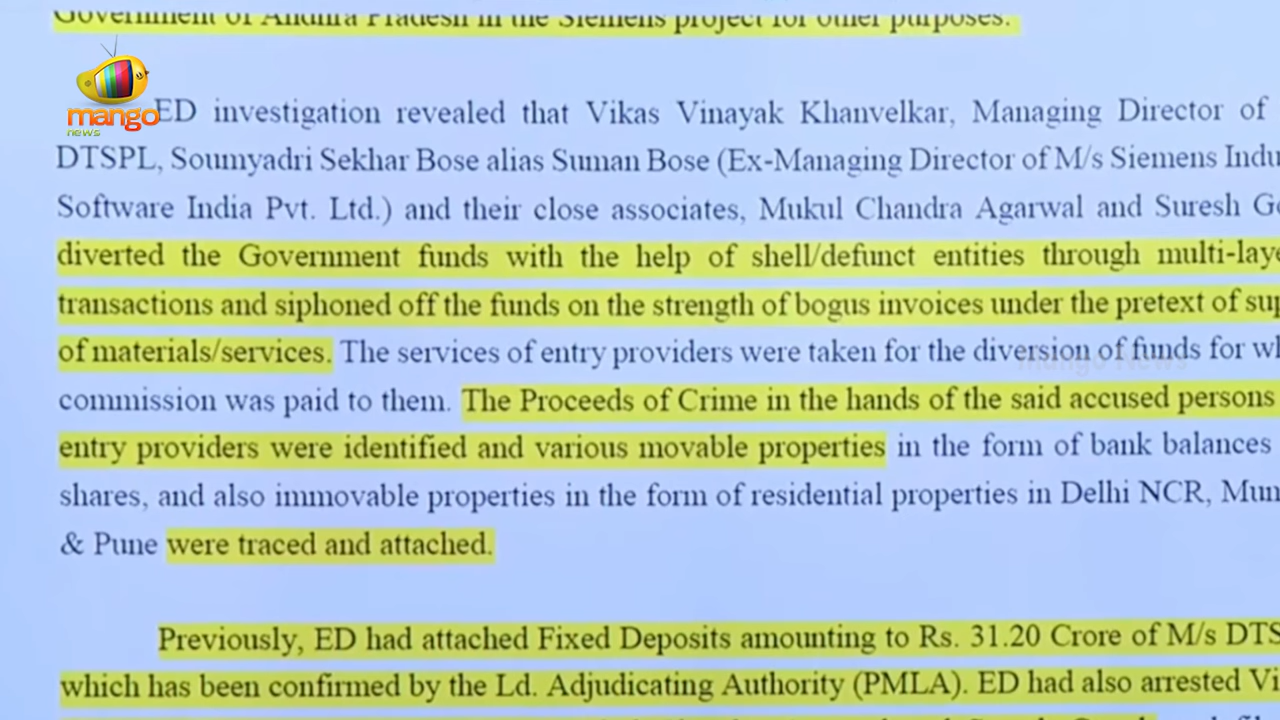 Government of Andhra Pradesh in the Siemens project for other purposes.
mango
news
ED investigation revealed that Vikas Vinayak Khanvelkar, Managing Director of
DTSPL, Soumyadri Sekhar Bose alias Suman Bose (Ex-Managing Director of M/s Siemens Indu
Software India Pvt. Ltd.) and their close associates, Mukul Chandra Agarwal and Suresh Go
diverted the Government funds with the help of shell/defunct entities through multi-laye
transactions and siphoned off the funds on the strength of bogus invoices under the pretext of sup
of materials/services. The services of entry providers were taken for the diversion of funds for wh
mango News
commission was paid to them. The Proceeds of Crime in the hands of the said accused persons
entry providers were identified and various movable properties in the form of bank balances
shares, and also immovable properties in the form of residential properties in Delhi NCR, Mum
& Pune were traced and attached.
Previously, ED had attached Fixed Deposits amounting to Rs. 31.20 Crore of M/s DTS
which has been confirmed by the Ld. Adjudicating Authority (PMLA). ED had also arrested Vi